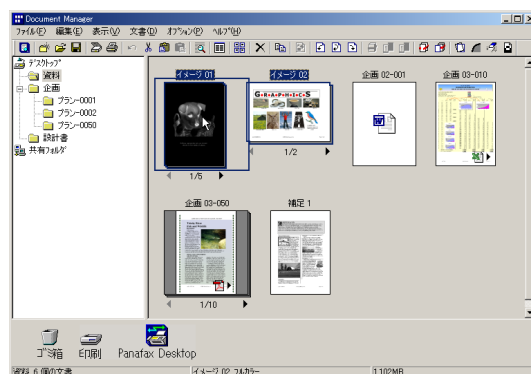 Document Manager
ファイル(F) 編集(E) 表示(V) 文書(D) オプション(P) ヘルプ(H)
デスクトップ
資料
企画
プラン-0001
プラン-0002
プラン-0050
設計書
共有フォルダ
イメージ 01
イメージ 02
企画 02-001
企画 03-010
GRAPHICS
1/5
1/2
企画 03-050
補足 1
1/10
ゴミ箱
印刷
Panafax Desktop
資料 6 個の文書
イメージ 02 フルカラー
1.102MB